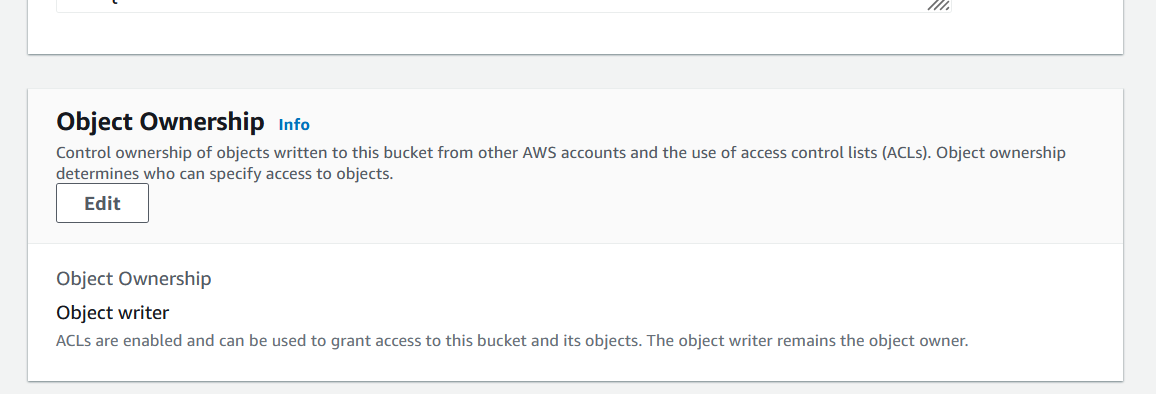 Object Ownership Info
Control ownership of objects written to this bucket from other AWS accounts and the use of access control lists (ACLs). Object ownership
determines who can specify access to objects.
Edit
Object Ownership
Object writer
ACLs are enabled and can be used to grant access to this bucket and its objects. The object writer remains the object owner.